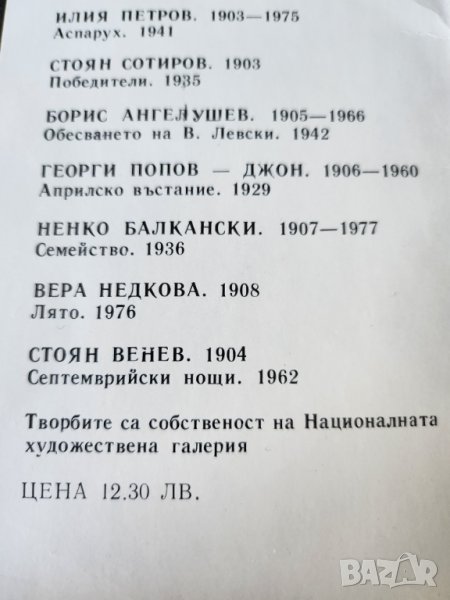 ИЛИЯ ПЕТРОВ. 1903—1975
Аспарух. 1941
СТОЯН СОТИРОВ. 1903
Победители. 1935
БОРИС АНГЕЛУШЕВ. 1905—1966
Обесването на В. Левски. 1942
ГЕОРГИ ПОПОВ — ДЖОН. 1906—1960
Априлско въстание. 1929
НЕНКО БАЛКАНСКИ. 1907—1977
Семейство. 1936
ВЕРА НЕДКОВА. 1908
Лято. 1976
СТОЯН ВЕНЕВ. 1904
Септемврийски нощи. 1962
Творбите са собственост на Националната
художествена галерия
ЦЕНА 12.30 ЛВ.
BAZAR